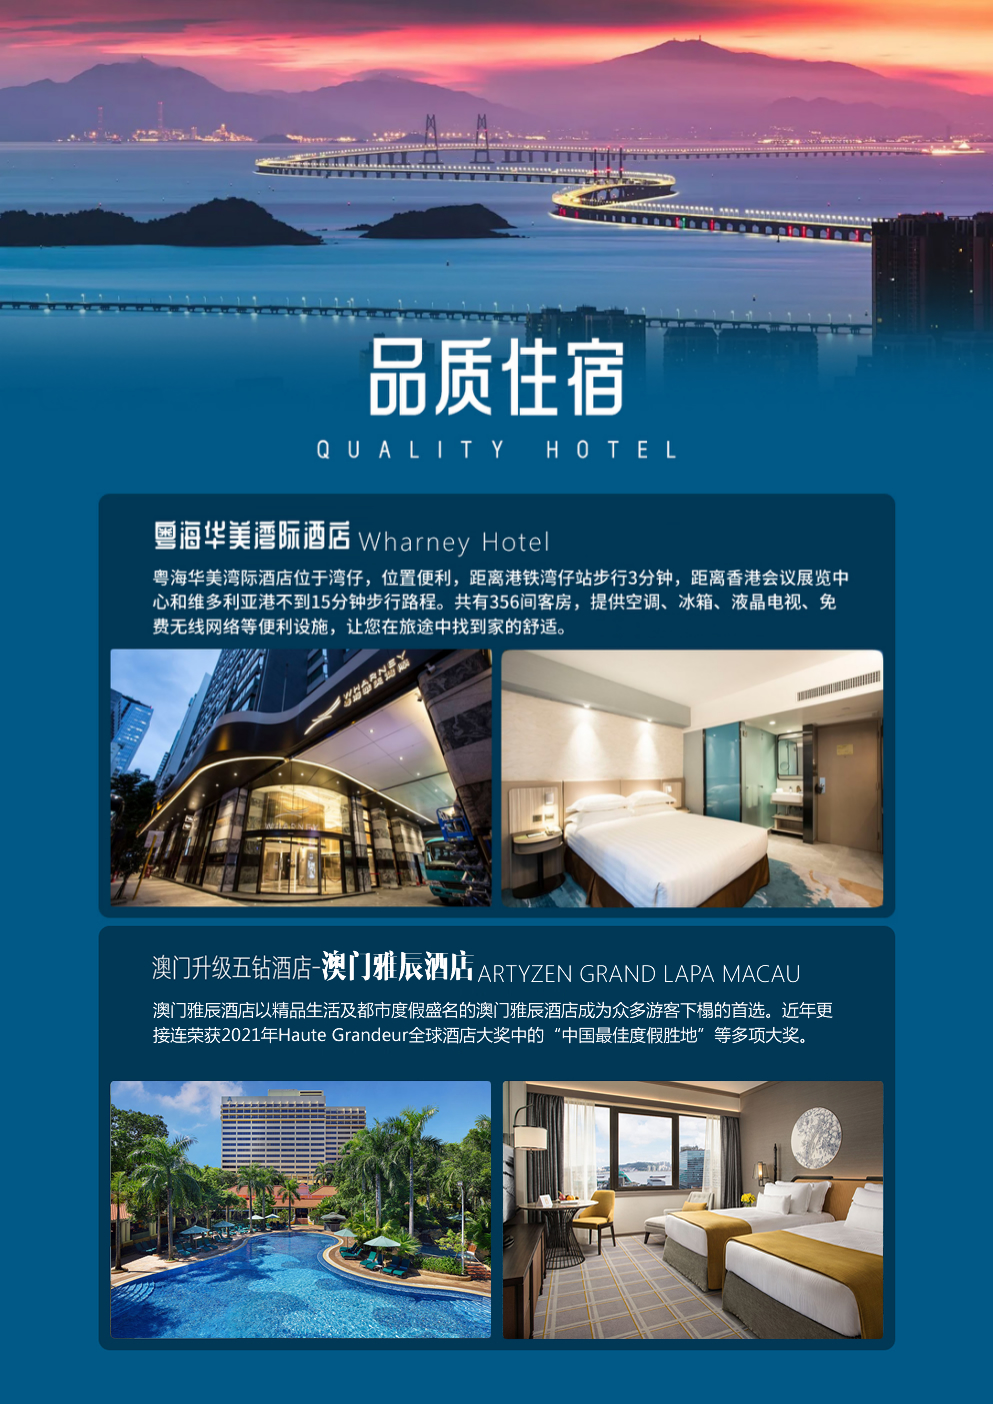 品质住宿
QUALITY HOTEL
粤海华美湾际酒店 Wharney Hotel
粤海华美湾际酒店位于湾仔，位置便利，距离港铁湾仔站步行3分钟，距离香港会议展览中
心和维多利亚港不到15分钟步行路程。共有356间客房，提供空调、冰箱、液晶电视、免
费无线网络等便利设施，让您在旅途中找到家的舒适。
WHARNEY
WHARNEY
澳门升级五钻酒店-澳门雅辰酒店 ARTYZEN GRAND LAPA MACAU
澳门雅辰酒店以精品生活及都市度假盛名的澳门雅辰酒店成为众多游客下榻的首选。近年更
接连荣获2021年Haute Grandeur全球酒店大奖中的“中国最佳度假胜地”等多项大奖。